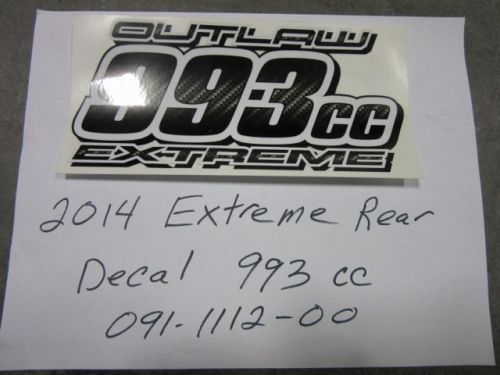 OUTLAW
993cc
EXTREME
2014 Extreme Rear
Decal 993 cc
091-1112-00